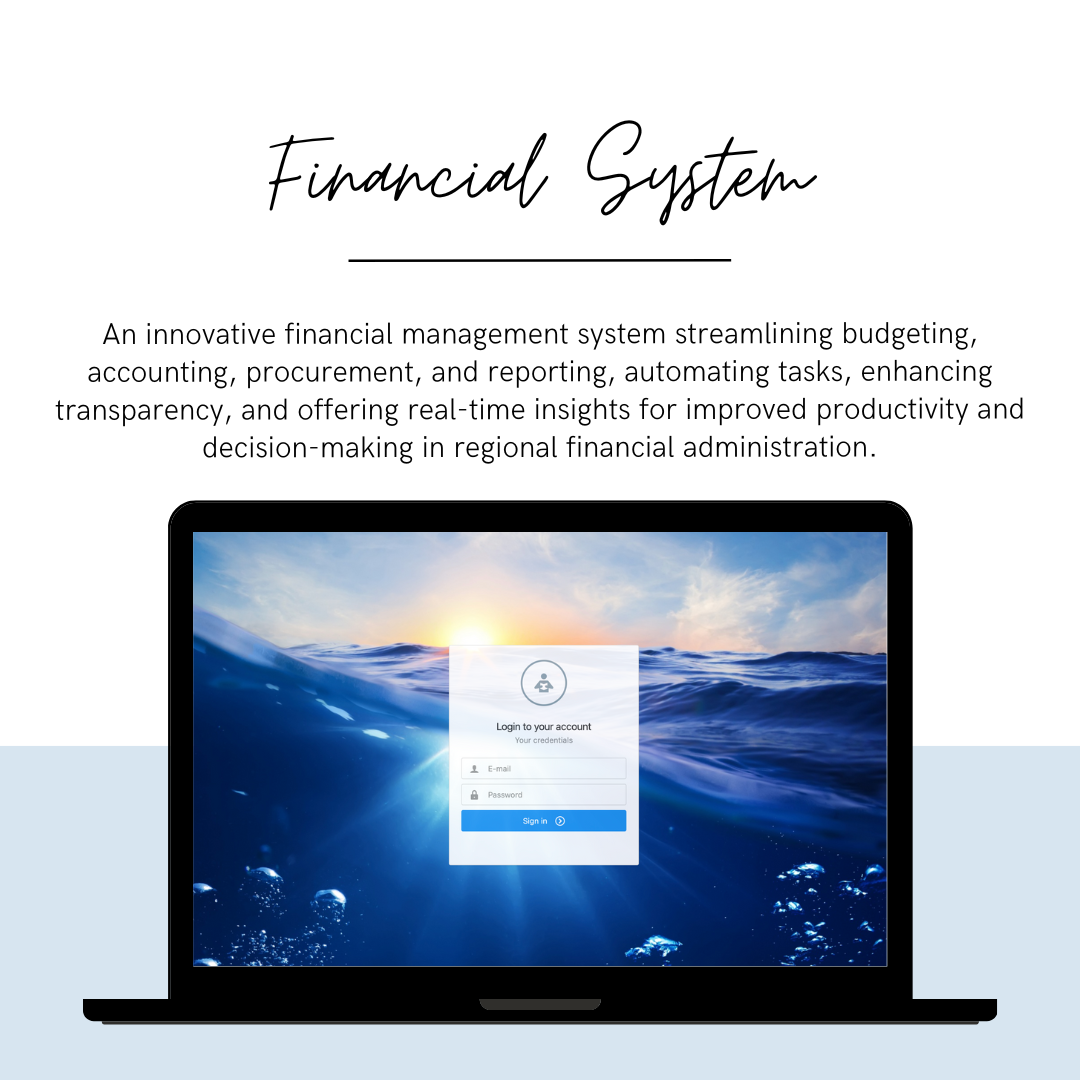 Financial System
An innovative financial management system streamlining budgeting,
accounting, procurement, and reporting, automating tasks, enhancing
transparency, and offering real-time insights for improved productivity and
decision-making in regional financial administration.
Login to your account
Your credentials
E-mail
Password
Sign in